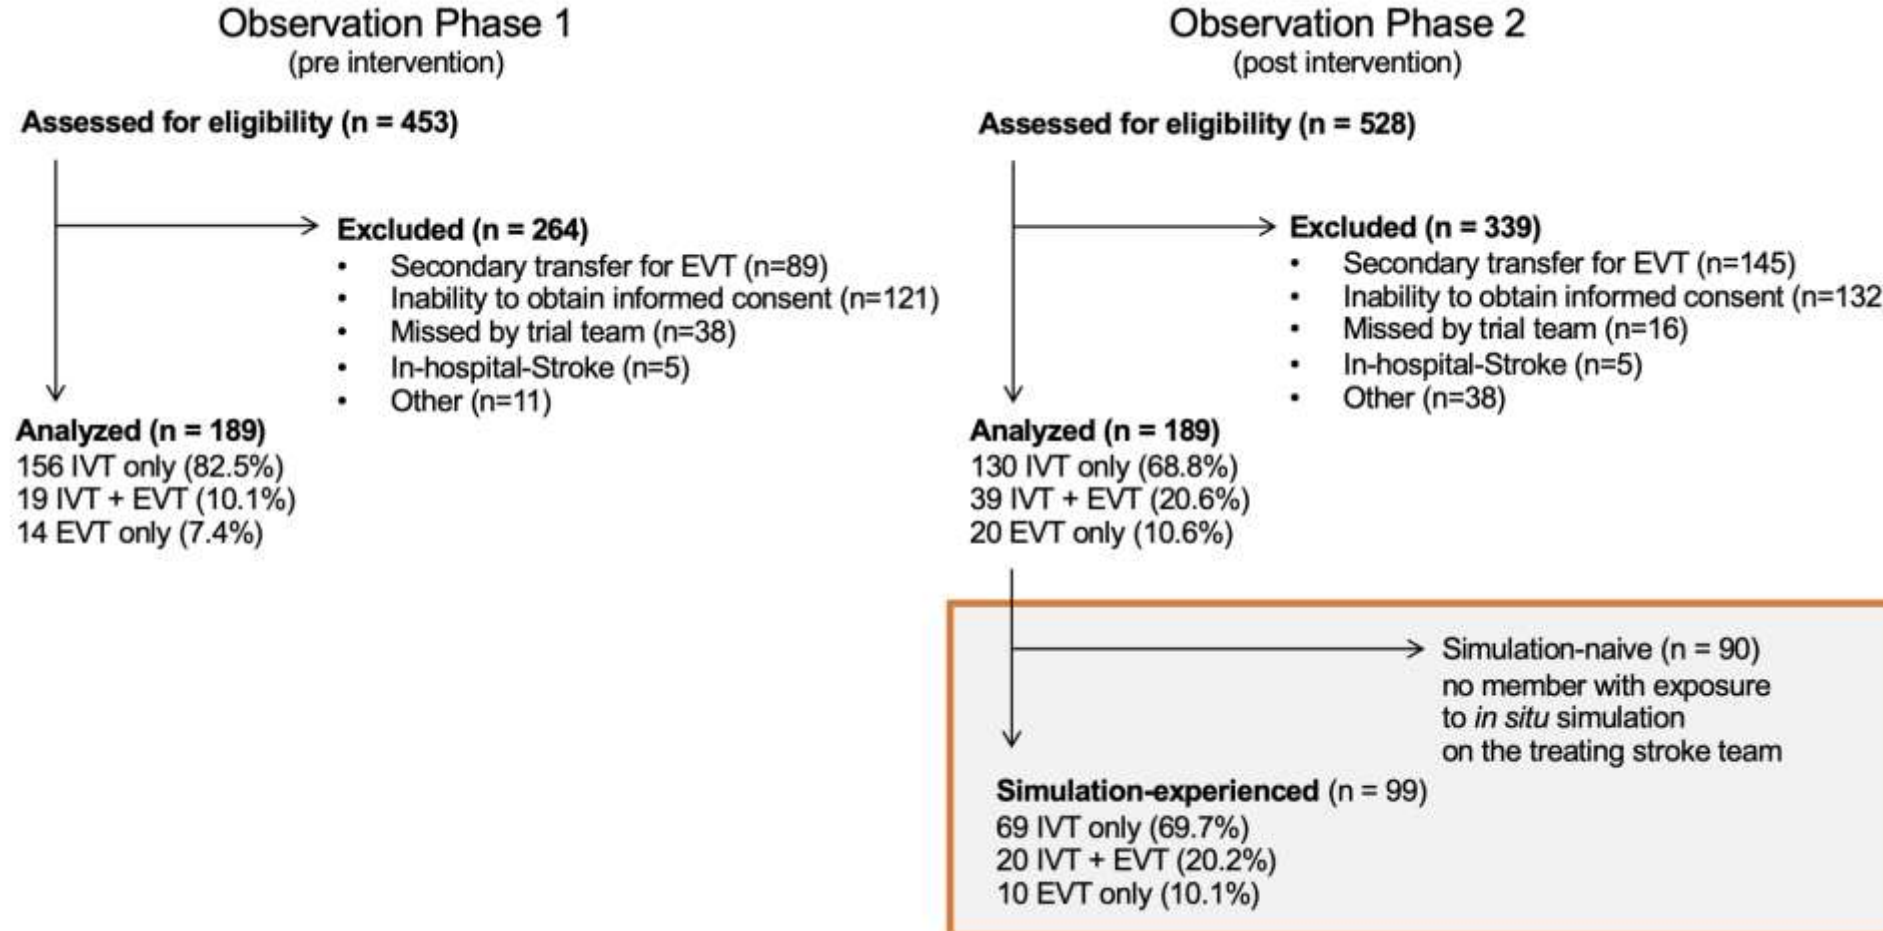 Observation Phase 1
(pre intervention)
Assessed for eligibility (n = 453)
Excluded (n = 264)
• Secondary transfer for EVT (n=89)
• Inability to obtain informed consent (n=121)
• Missed by trial team (n=38)
• In-hospital-Stroke (n=5)
• Other (n=11)
Analyzed (n = 189)
156 IVT only (82.5%)
19 IVT + EVT (10.1%)
14 EVT only (7.4%)
Observation Phase 2
(post intervention)
Assessed for eligibility (n = 528)
Excluded (n = 339)
• Secondary transfer for EVT (n=145)
• Inability to obtain informed consent (n=132
• Missed by trial team (n=16)
• In-hospital-Stroke (n=5)
• Other (n=38)
Analyzed (n = 189)
130 IVT only (68.8%)
39 IVT + EVT (20.6%)
20 EVT only (10.6%)
Simulation-naive (n = 90)
no member with exposure
to in situ simulation
on the treating stroke team
Simulation-experienced (n = 99)
69 IVT only (69.7%)
20 IVT + EVT (20.2%)
10 EVT only (10.1%)